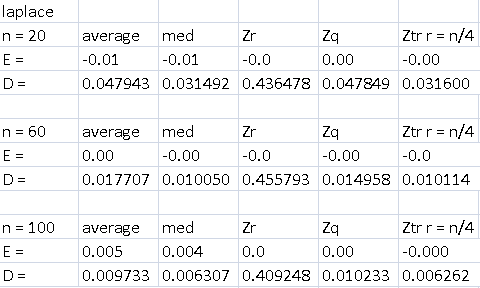 laplace
n = 20 average med Zr Zq Ztr r = n/4
E = -0.01 -0.01 -0.0 0.00 -0.00
D = 0.047943 0.031492 0.436478 0.047849 0.031600
n = 60 average med Zr Zq Ztr r = n/4
E = 0.00 -0.00 -0.0 -0.00 -0.0
D = 0.017707 0.010050 0.455793 0.014958 0.010114
n = 100 average med Zr Zq Ztr r = n/4
E = 0.005 0.004 0.0 0.00 -0.000
D = 0.009733 0.006307 0.409248 0.010233 0.006262